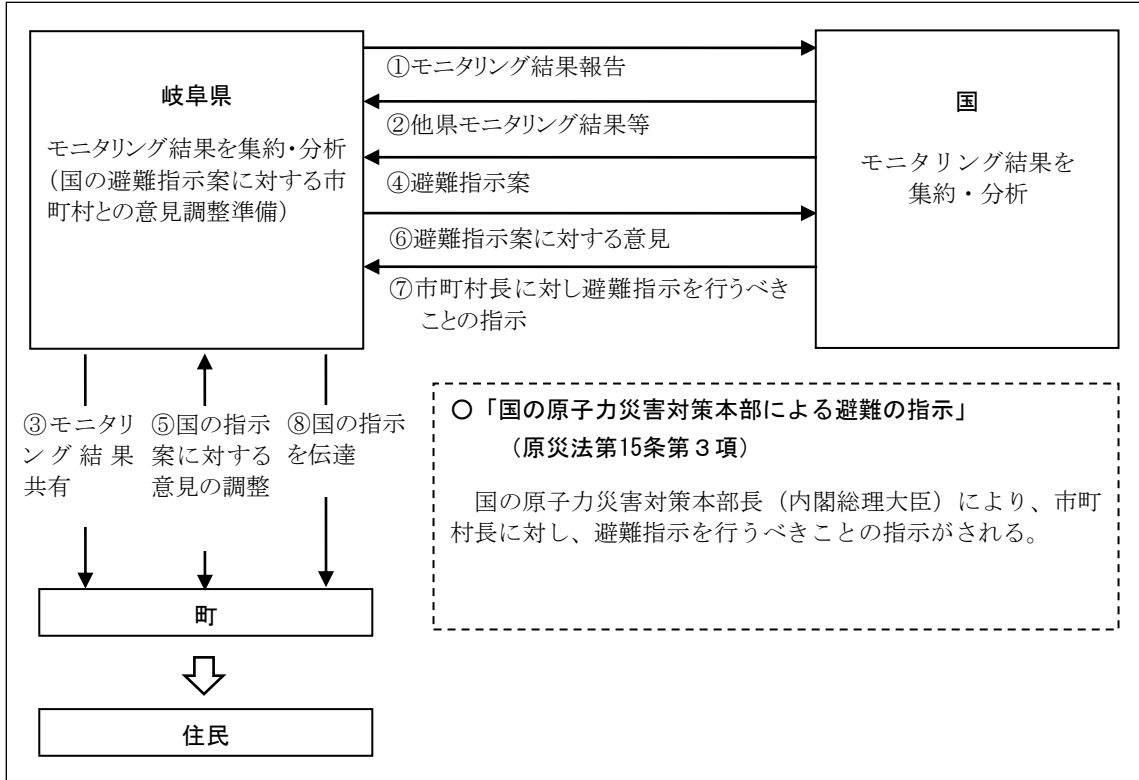 岐阜県
モニタリング結果を集約・分析
（国の避難指示案に対する市
町村との意見調整準備）
①モニタリング結果報告
②他県モニタリング結果等
④避難指示案
⑥避難指示案に対する意見
⑦市町村長に対し避難指示を行うべき
ことの指示
国
モニタリング結果を
集約・分析
③モニタリ
ング結果
共有
⑤国の指示
案に対する
意見の調整
⑧国の指示
を伝達
○「国の原子力災害対策本部による避難の指示」
（原災法第15条第３項）
国の原子力災害対策本部長（内閣総理大臣）により、市町
村長に対し、避難指示を行うべきことの指示がされる。
町
住民